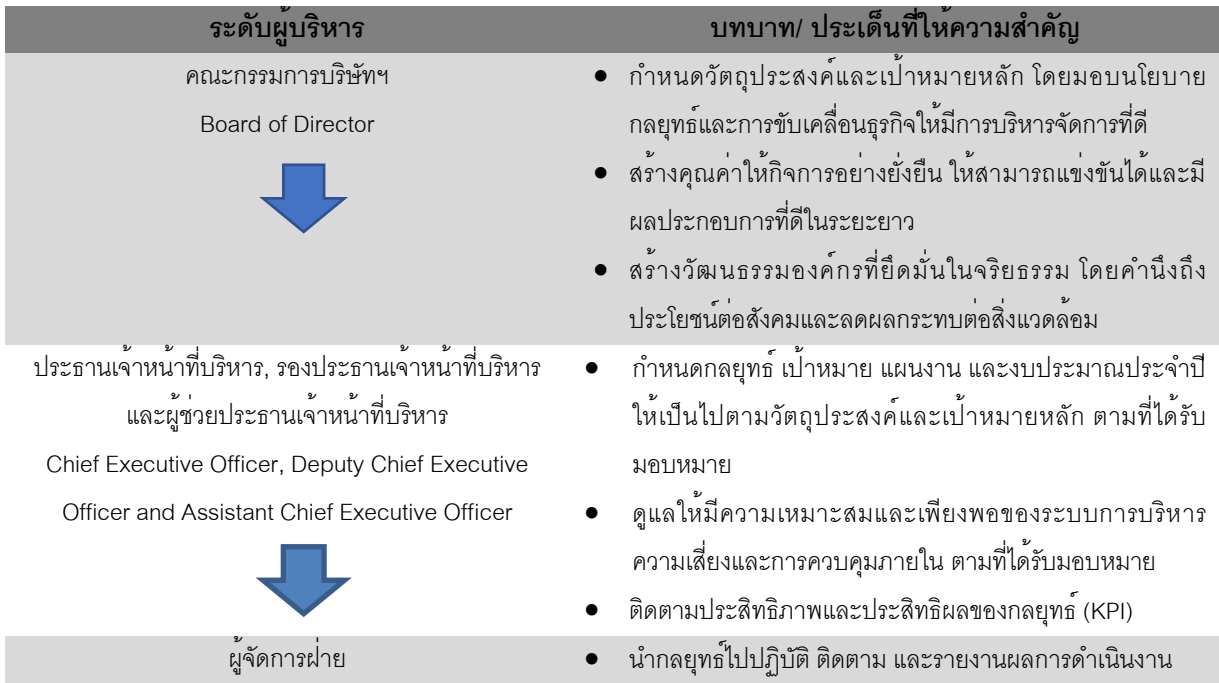 ระดับผู้บริหาร
บทบาท/ ประเด็นที่ให้ความสำคัญ
คณะกรรมการบริษัทฯ
Board of Director
● กำหนดวัตถุประสงค์และเป้าหมายหลัก โดยมอบนโยบาย
กลยุทธ์และการขับเคลื่อนธุรกิจให้มีการบริหารจัดการที่ดี
● สร้างคุณค่าให้กิจการอย่างยั่งยืน ให้สามารถแข่งขันได้และมี
ผลประกอบการที่ดีในระยะยาว
● สร้างวัฒนธรรมองค์กรที่ยึดมั่นในจริยธรรม โดยคำนึงถึง
ประโยชน์ต่อสังคมและลดผลกระทบต่อสิ่งแวดล้อม
ประธานเจ้าหน้าที่บริหาร, รองประธานเจ้าหน้าที่บริหาร
และผู้ช่วยประธานเจ้าหน้าที่บริหาร
Chief Executive Officer, Deputy Chief Executive
Officer and Assistant Chief Executive Officer
● กำหนดกลยุทธ์ เป้าหมาย แผนงาน และงบประมาณประจำปี
ให้เป็นไปตามวัตถุประสงค์และเป้าหมายหลัก ตามที่ได้รับ
มอบหมาย
● ดูแลให้มีความเหมาะสมและเพียงพอของระบบการบริหาร
ความเสี่ยงและการควบคุมภายใน ตามที่ได้รับมอบหมาย
● ติดตามประสิทธิภาพและประสิทธิผลของกลยุทธ์ (KPI)
ผู้จัดการฝ่าย
● นำกลยุทธ์ไปปฏิบัติ ติดตาม และรายงานผลการดำเนินงาน